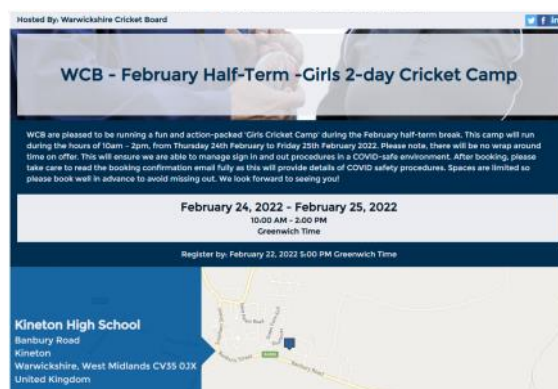 Hosted By: Warwickshire Cricket Board
WCB - February Half-Term -Girls 2-day Cricket Camp
WCB are pleased to be running a fun and action-packed 'Girls Cricket Camp' during the February half-term break. This camp will run
during the hours of 10am - 2pm, from Thursday 24th February to Friday 25th February 2022. Please note, there will be no wrap around
time on offer. This will ensure we are able to manage sign in and out procedures in a COVID-safe environment. After booking, please
take care to read the booking confirmation email fully as this will provide details of COVID safety procedures. Spaces are limited so
please book well in advance to avoid missing out. We look forward to seeing you!
February 24, 2022 - February 25, 2022
10:00 AM - 2:00 PM
Greenwich Time
Register by: February 22, 2022 5:00 PM Greenwich Time
Kineton High School
Banbury Road
Kineton
Warwickshire, West Midlands CV35 0JX
United Kingdom
Banbury Street
Banbury Road